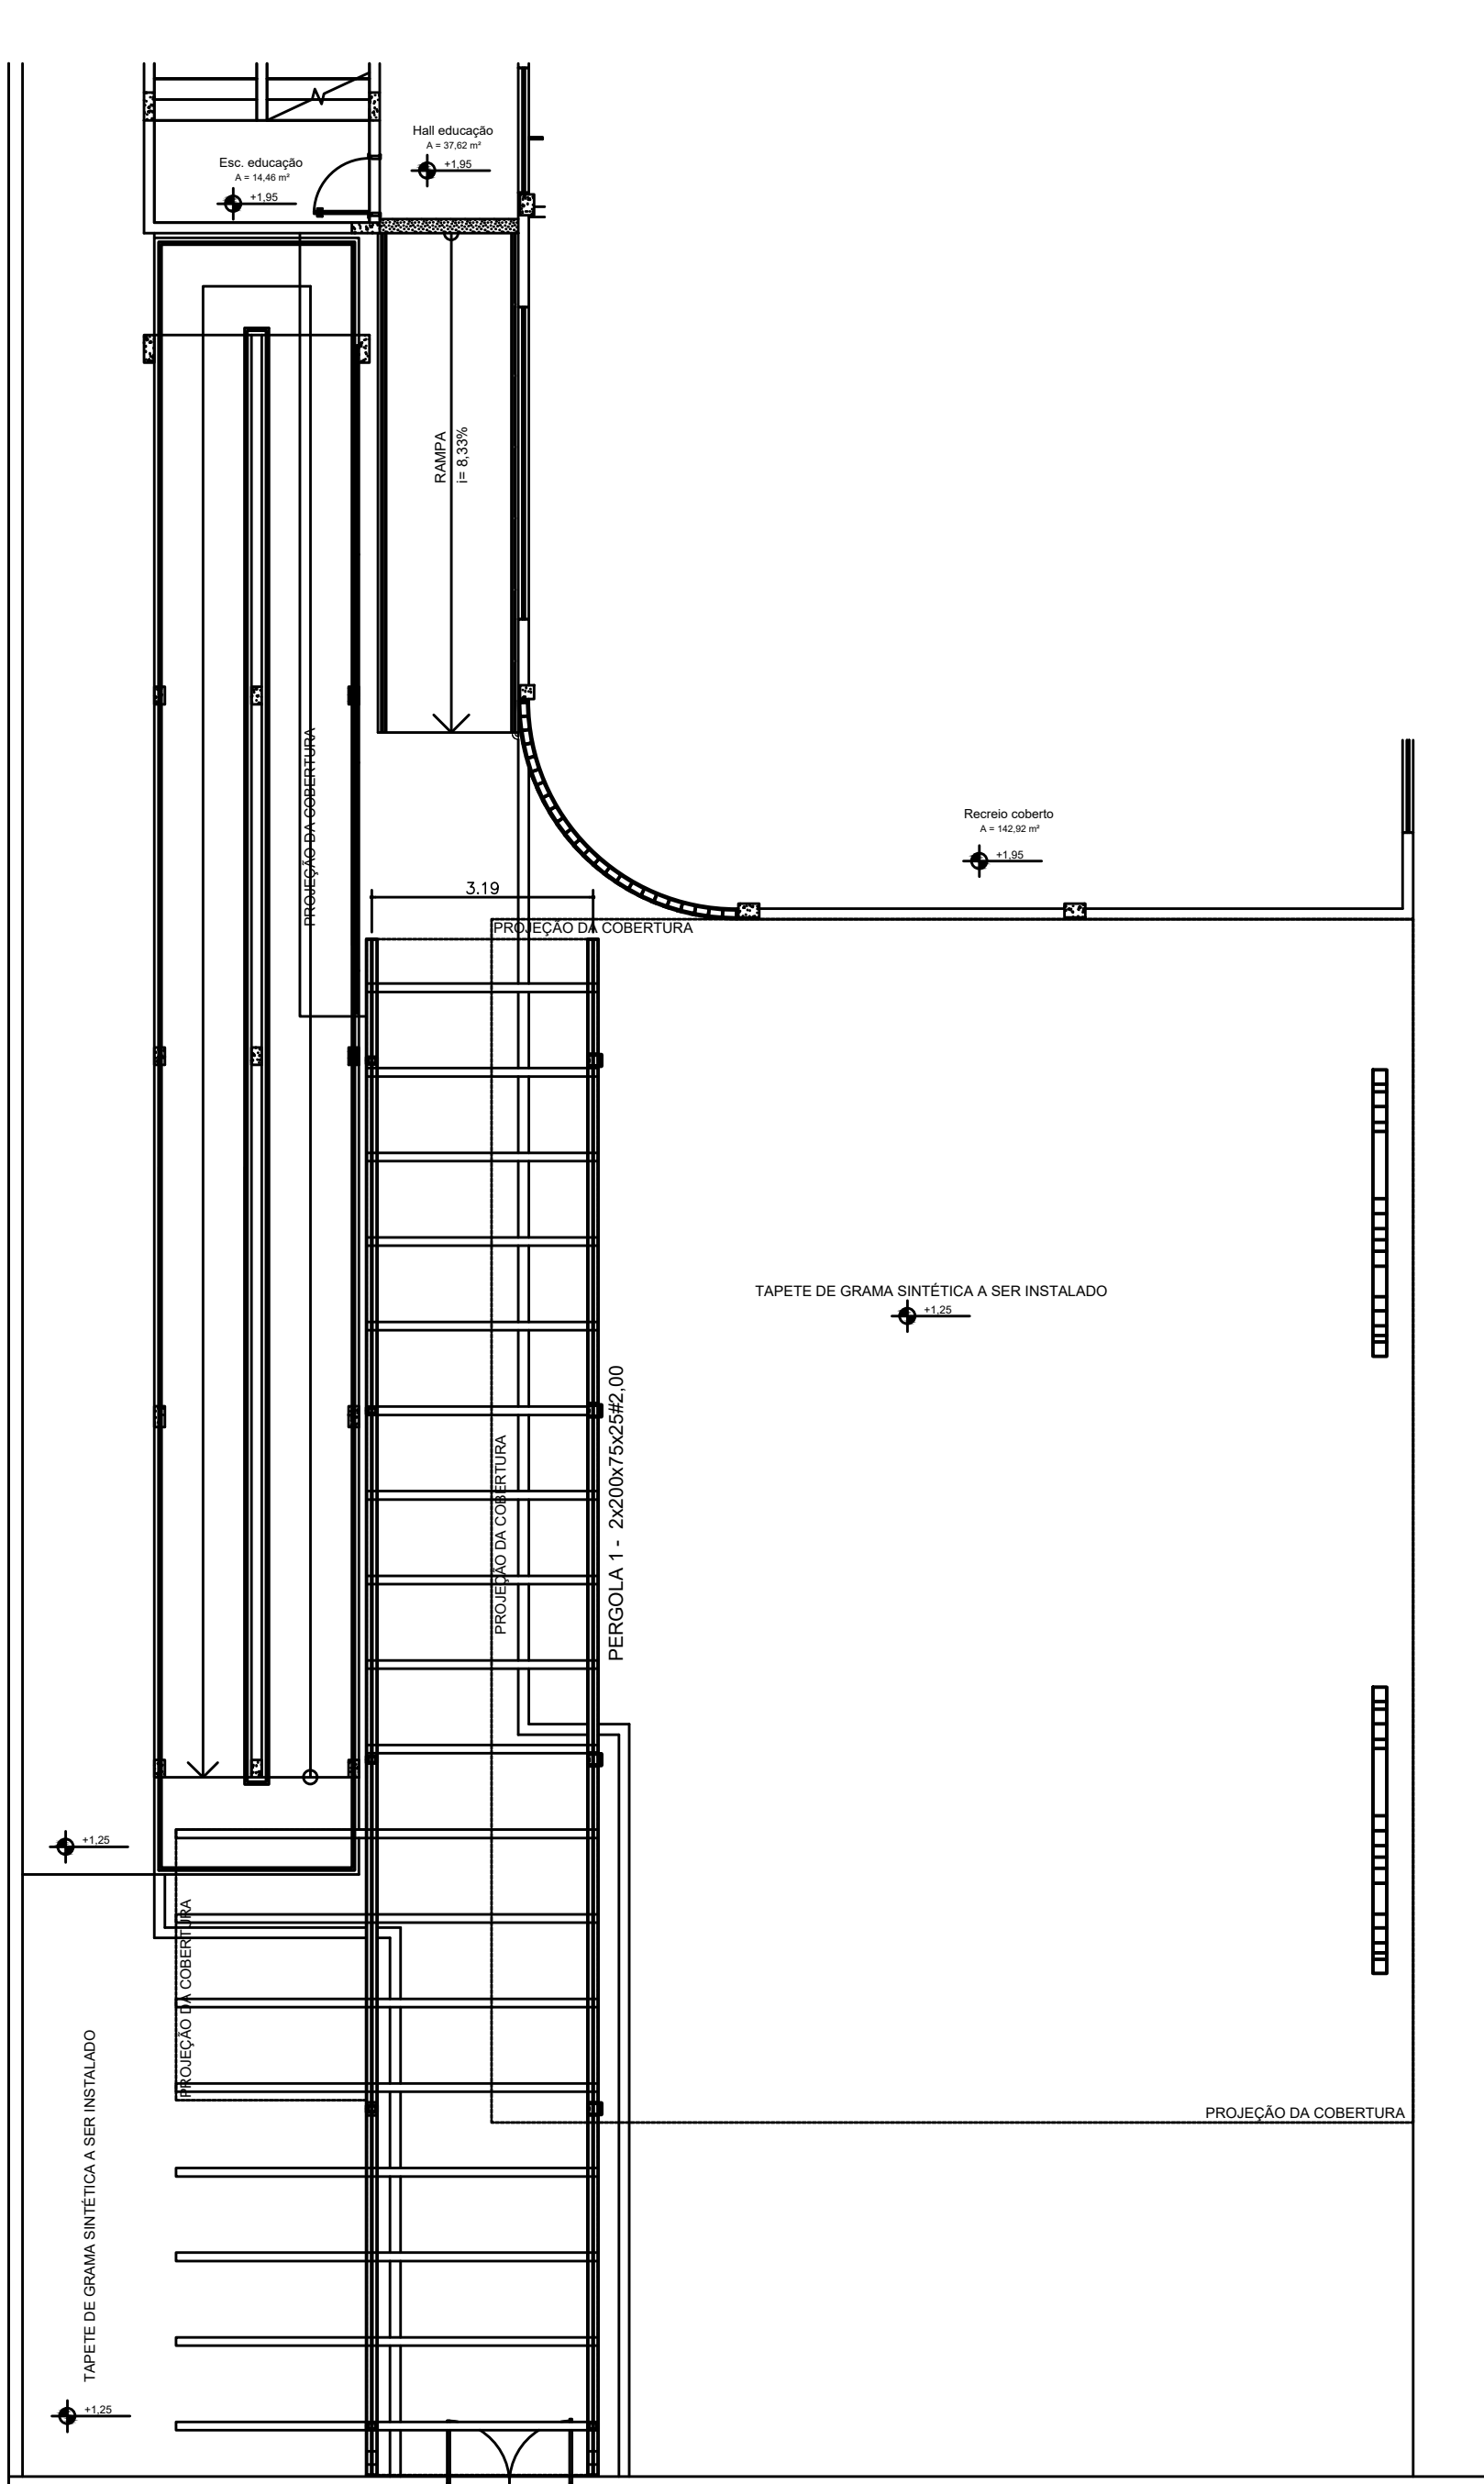 Hall educação
A = 37,62 m²
+1,95
Esc. educação
A = 14,46 m²
+1,95
RAMPA
i= 8,33%
PROJEÇÃO DA COBERTURA
Recreio coberto
A = 142,92 m²
+1,95
3.19
PROJEÇÃO DA COBERTURA
TAPETE DE GRAMA SINTÉTICA A SER INSTALADO
+1,25
PERGOLA 1 - 2x200x75x25#2,00
PROJEÇÃO DA COBERTURA
+1,25
PROJEÇÃO DA COBERTURA
TAPETE DE GRAMA SINTÉTICA A SER INSTALADO
PROJEÇÃO DA COBERTURA
+1,25